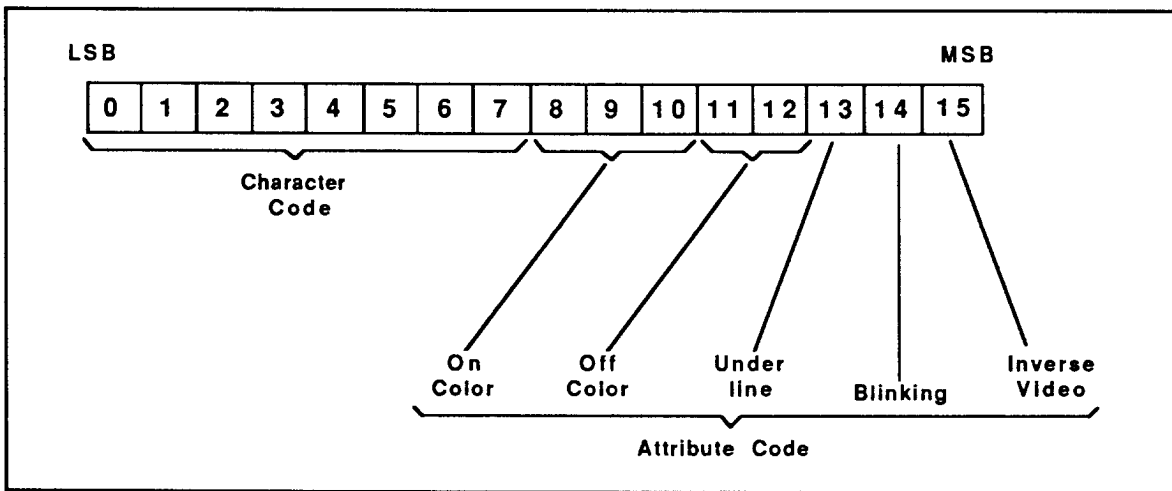 LSB MSB
0 1 2 3 4 5 6 7 8 9 10 11 12 13 14 15
Character
Code
On
Color
Off
Color
Under
line
Blinking
Inverse
Video
Attribute Code